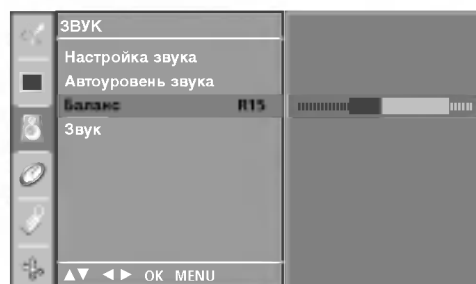 ЗВУК
Настройка звука
Автоуровень звука
Баланс R15
Звук
▲▼ ◄► OK MENU